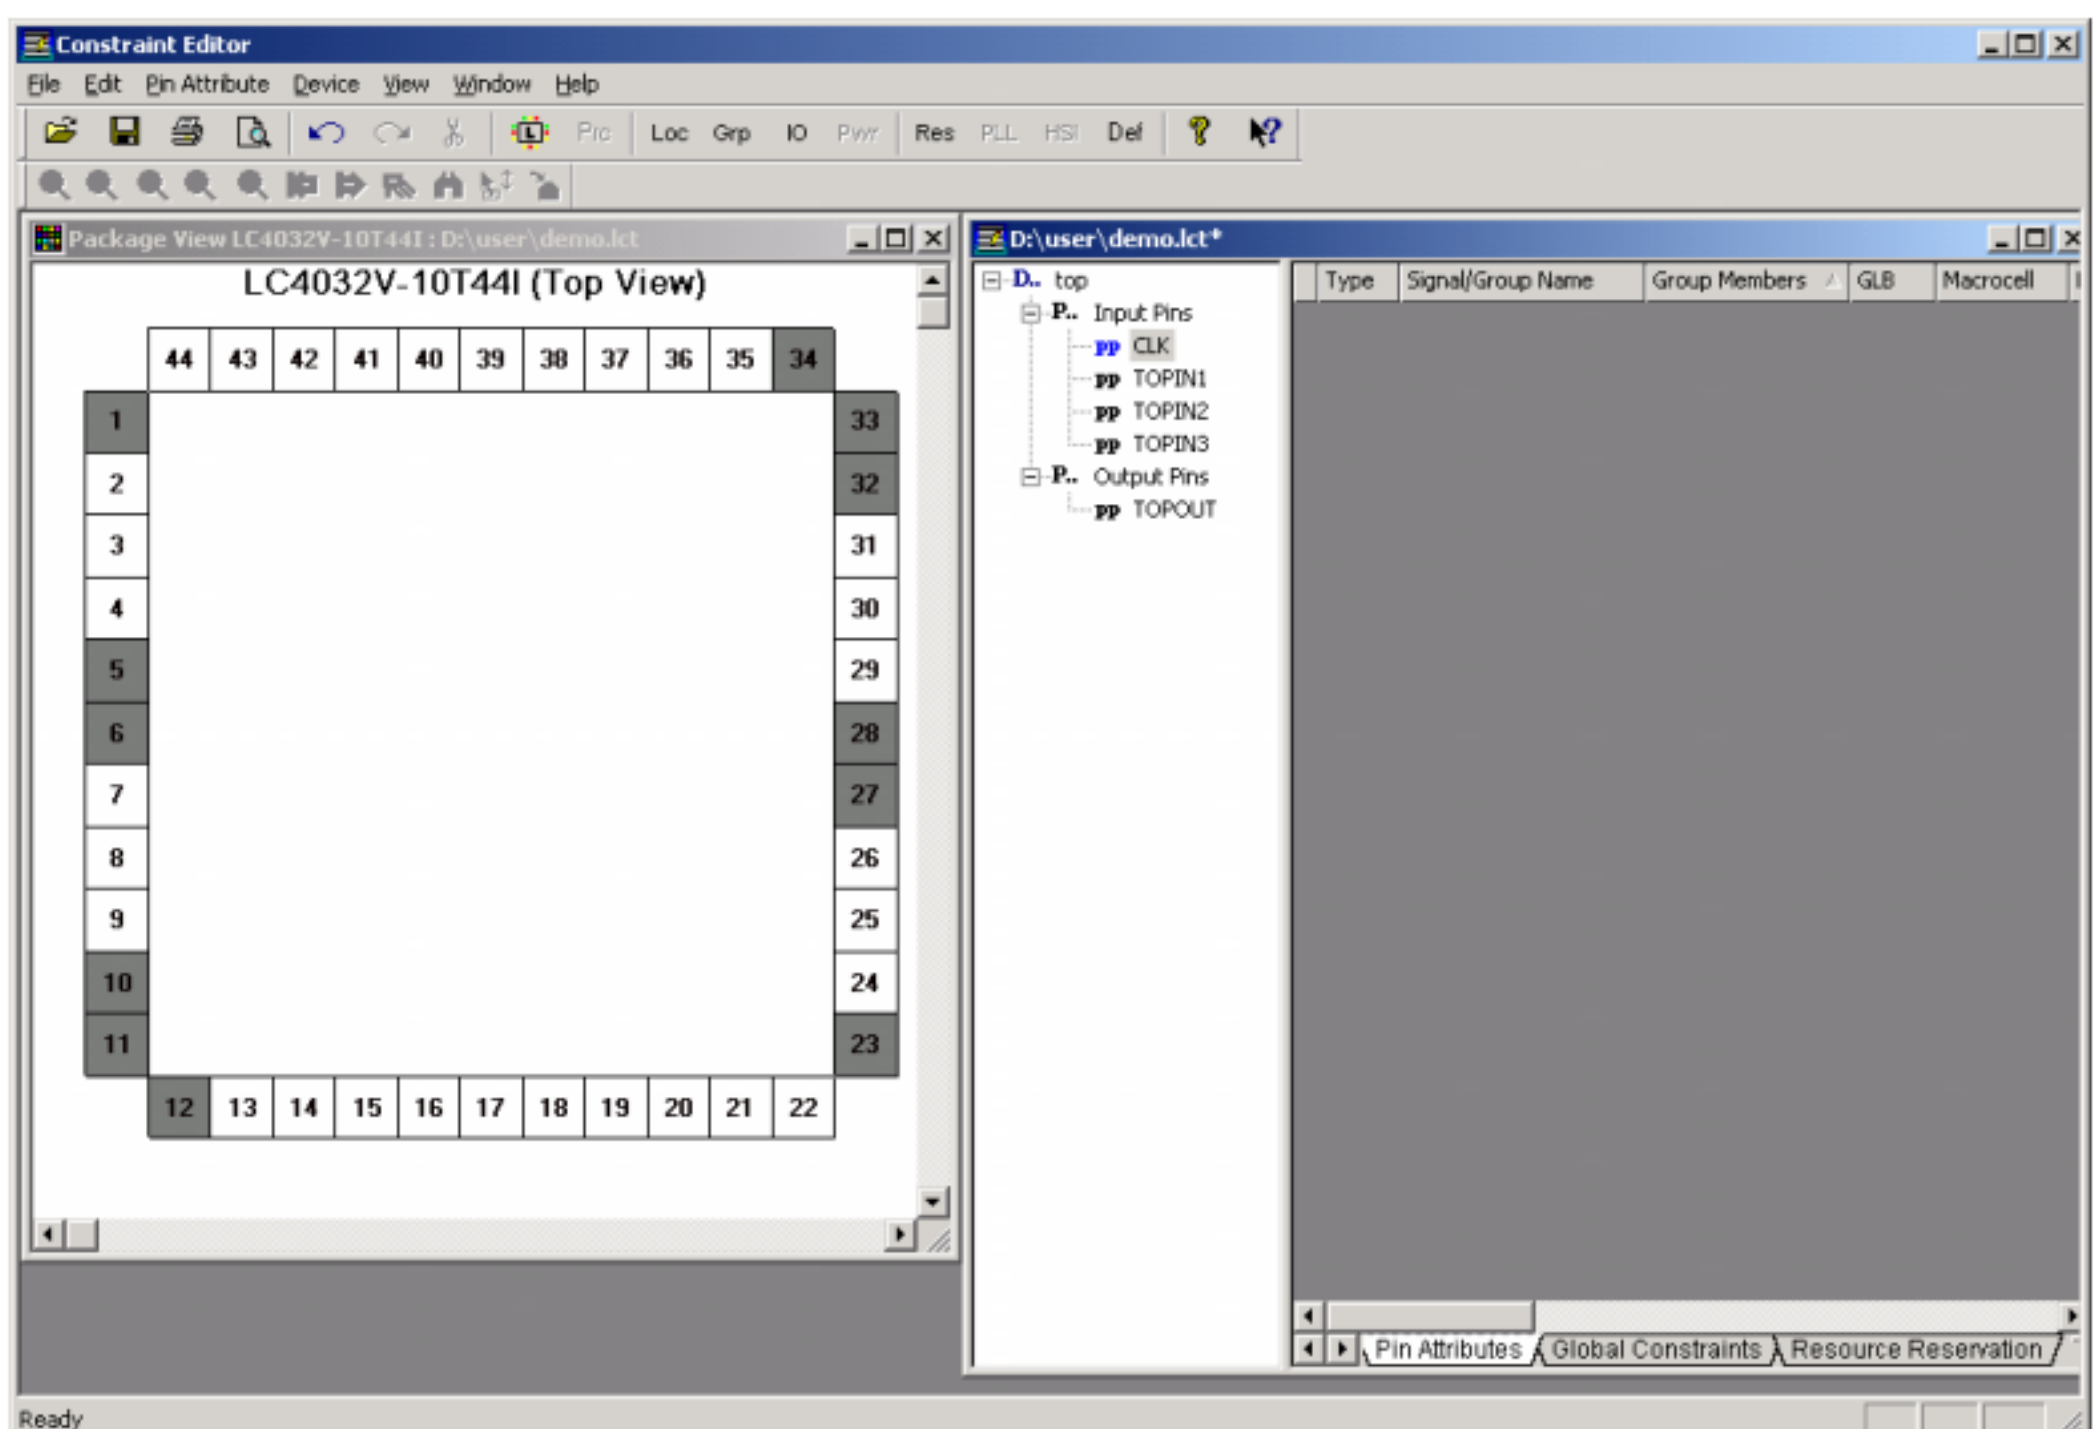 Constraint Editor
File Edit Pin Attribute Device View Window Help
Prc Loc Grp IO Pwr Res PLL HSI Def
Package View LC4032V-10T44I : D:\user\demo.lct
LC4032V-10T44I (Top View)
44 43 42 41 40 39 38 37 36 35 34
1 33
2 32
3 31
4 30
5 29
6 28
7 27
8 26
9 25
10 24
11 23
12 13 14 15 16 17 18 19 20 21 22
D:\user\demo.lct*
D.. top
P.. Input Pins
pp CLK
pp TOPIN1
pp TOPIN2
pp TOPIN3
P.. Output Pins
pp TOPOUT
Type Signal/Group Name Group Members GLB Macrocell
Pin Attributes Global Constraints Resource Reservation
Ready